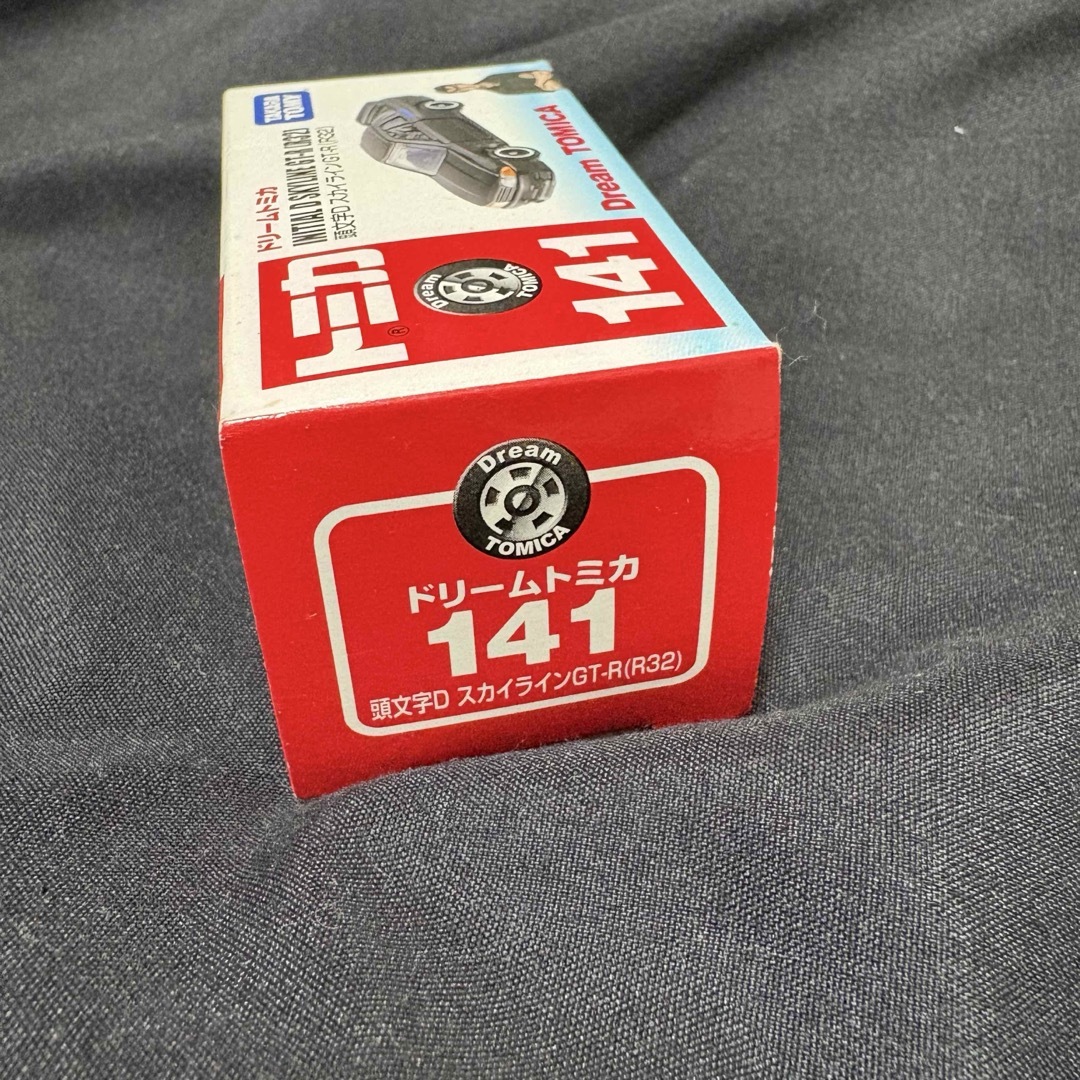 TAKARA
TOMY
ドリームトミカ
INITIAL D SKYLINE GT-R (R32)
頭文字D スカイラインGT-R(R32)
トミカ
®
Dream
TOMICA
141
Dream TOMICA
Dream
TOMICA
ドリームトミカ
141
頭文字D スカイラインGT-R(R32)